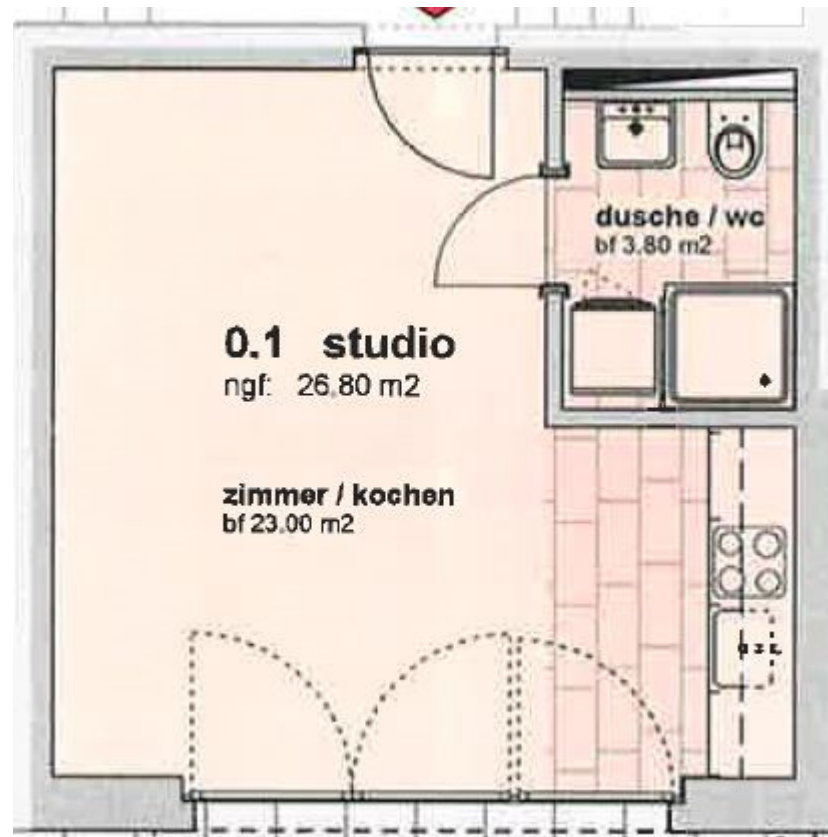 dusche / wc
bf 3.80 m2
0.1 studio
ngf: 26.80 m2
zimmer / kochen
bf 23.00 m2